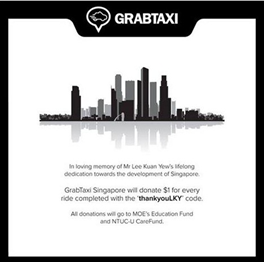 GRABTAXI
In loving memory of Mr Lee Kuan Yew's lifelong
dedication towards the development of Singapore.
GrabTaxi Singapore will donate $1 for every
ride completed with the 'thankyouLKY' code.
All donations will go to MOE's Education Fund
and NTUC-U CareFund.